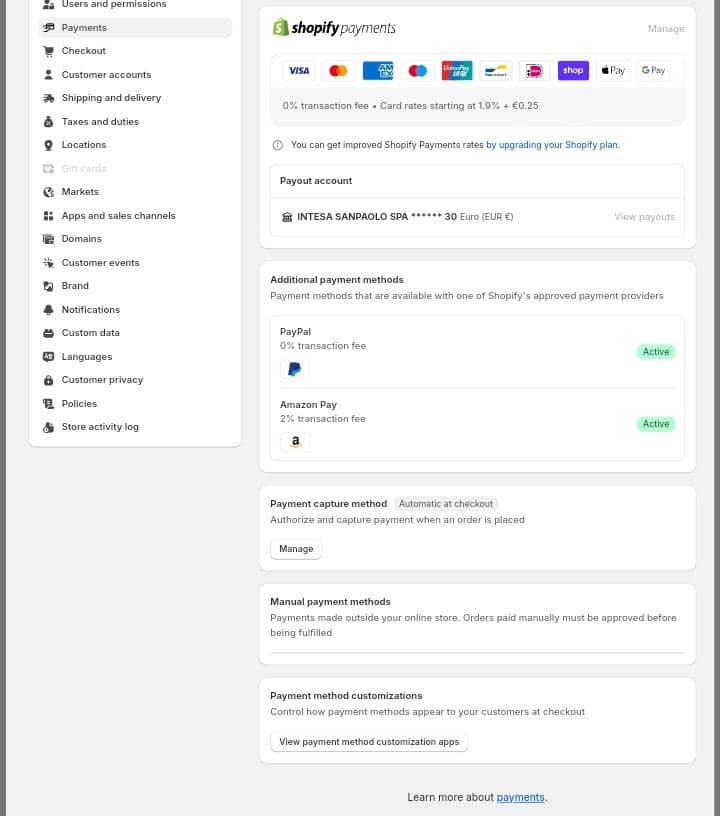 Users and permissions
Payments
Checkout
Customer accounts
Shipping and delivery
Taxes and duties
Locations
Gift cards
Markets
Apps and sales channels
Domains
Customer events
Brand
Notifications
Custom data
Languages
Customer privacy
Policies
Store activity log
shopify payments
Manage
VISA
AM EX
UnionPay 银联
Bancontact
iDEAL
shop
Pay
G Pay
0% transaction fee • Card rates starting at 1.9% + €0.25
You can get improved Shopify Payments rates by upgrading your Shopify plan.
Payout account
INTESA SANPAOLO SPA ****** 30 Euro (EUR €)
View payouts
Additional payment methods
Payment methods that are available with one of Shopify's approved payment providers
PayPal
0% transaction fee
Active
Amazon Pay
2% transaction fee
Active
a
Payment capture method Automatic at checkout
Authorize and capture payment when an order is placed
Manage
Manual payment methods
Payments made outside your online store. Orders paid manually must be approved before
being fulfilled
Payment method customizations
Control how payment methods appear to your customers at checkout
View payment method customization apps
Learn more about payments.